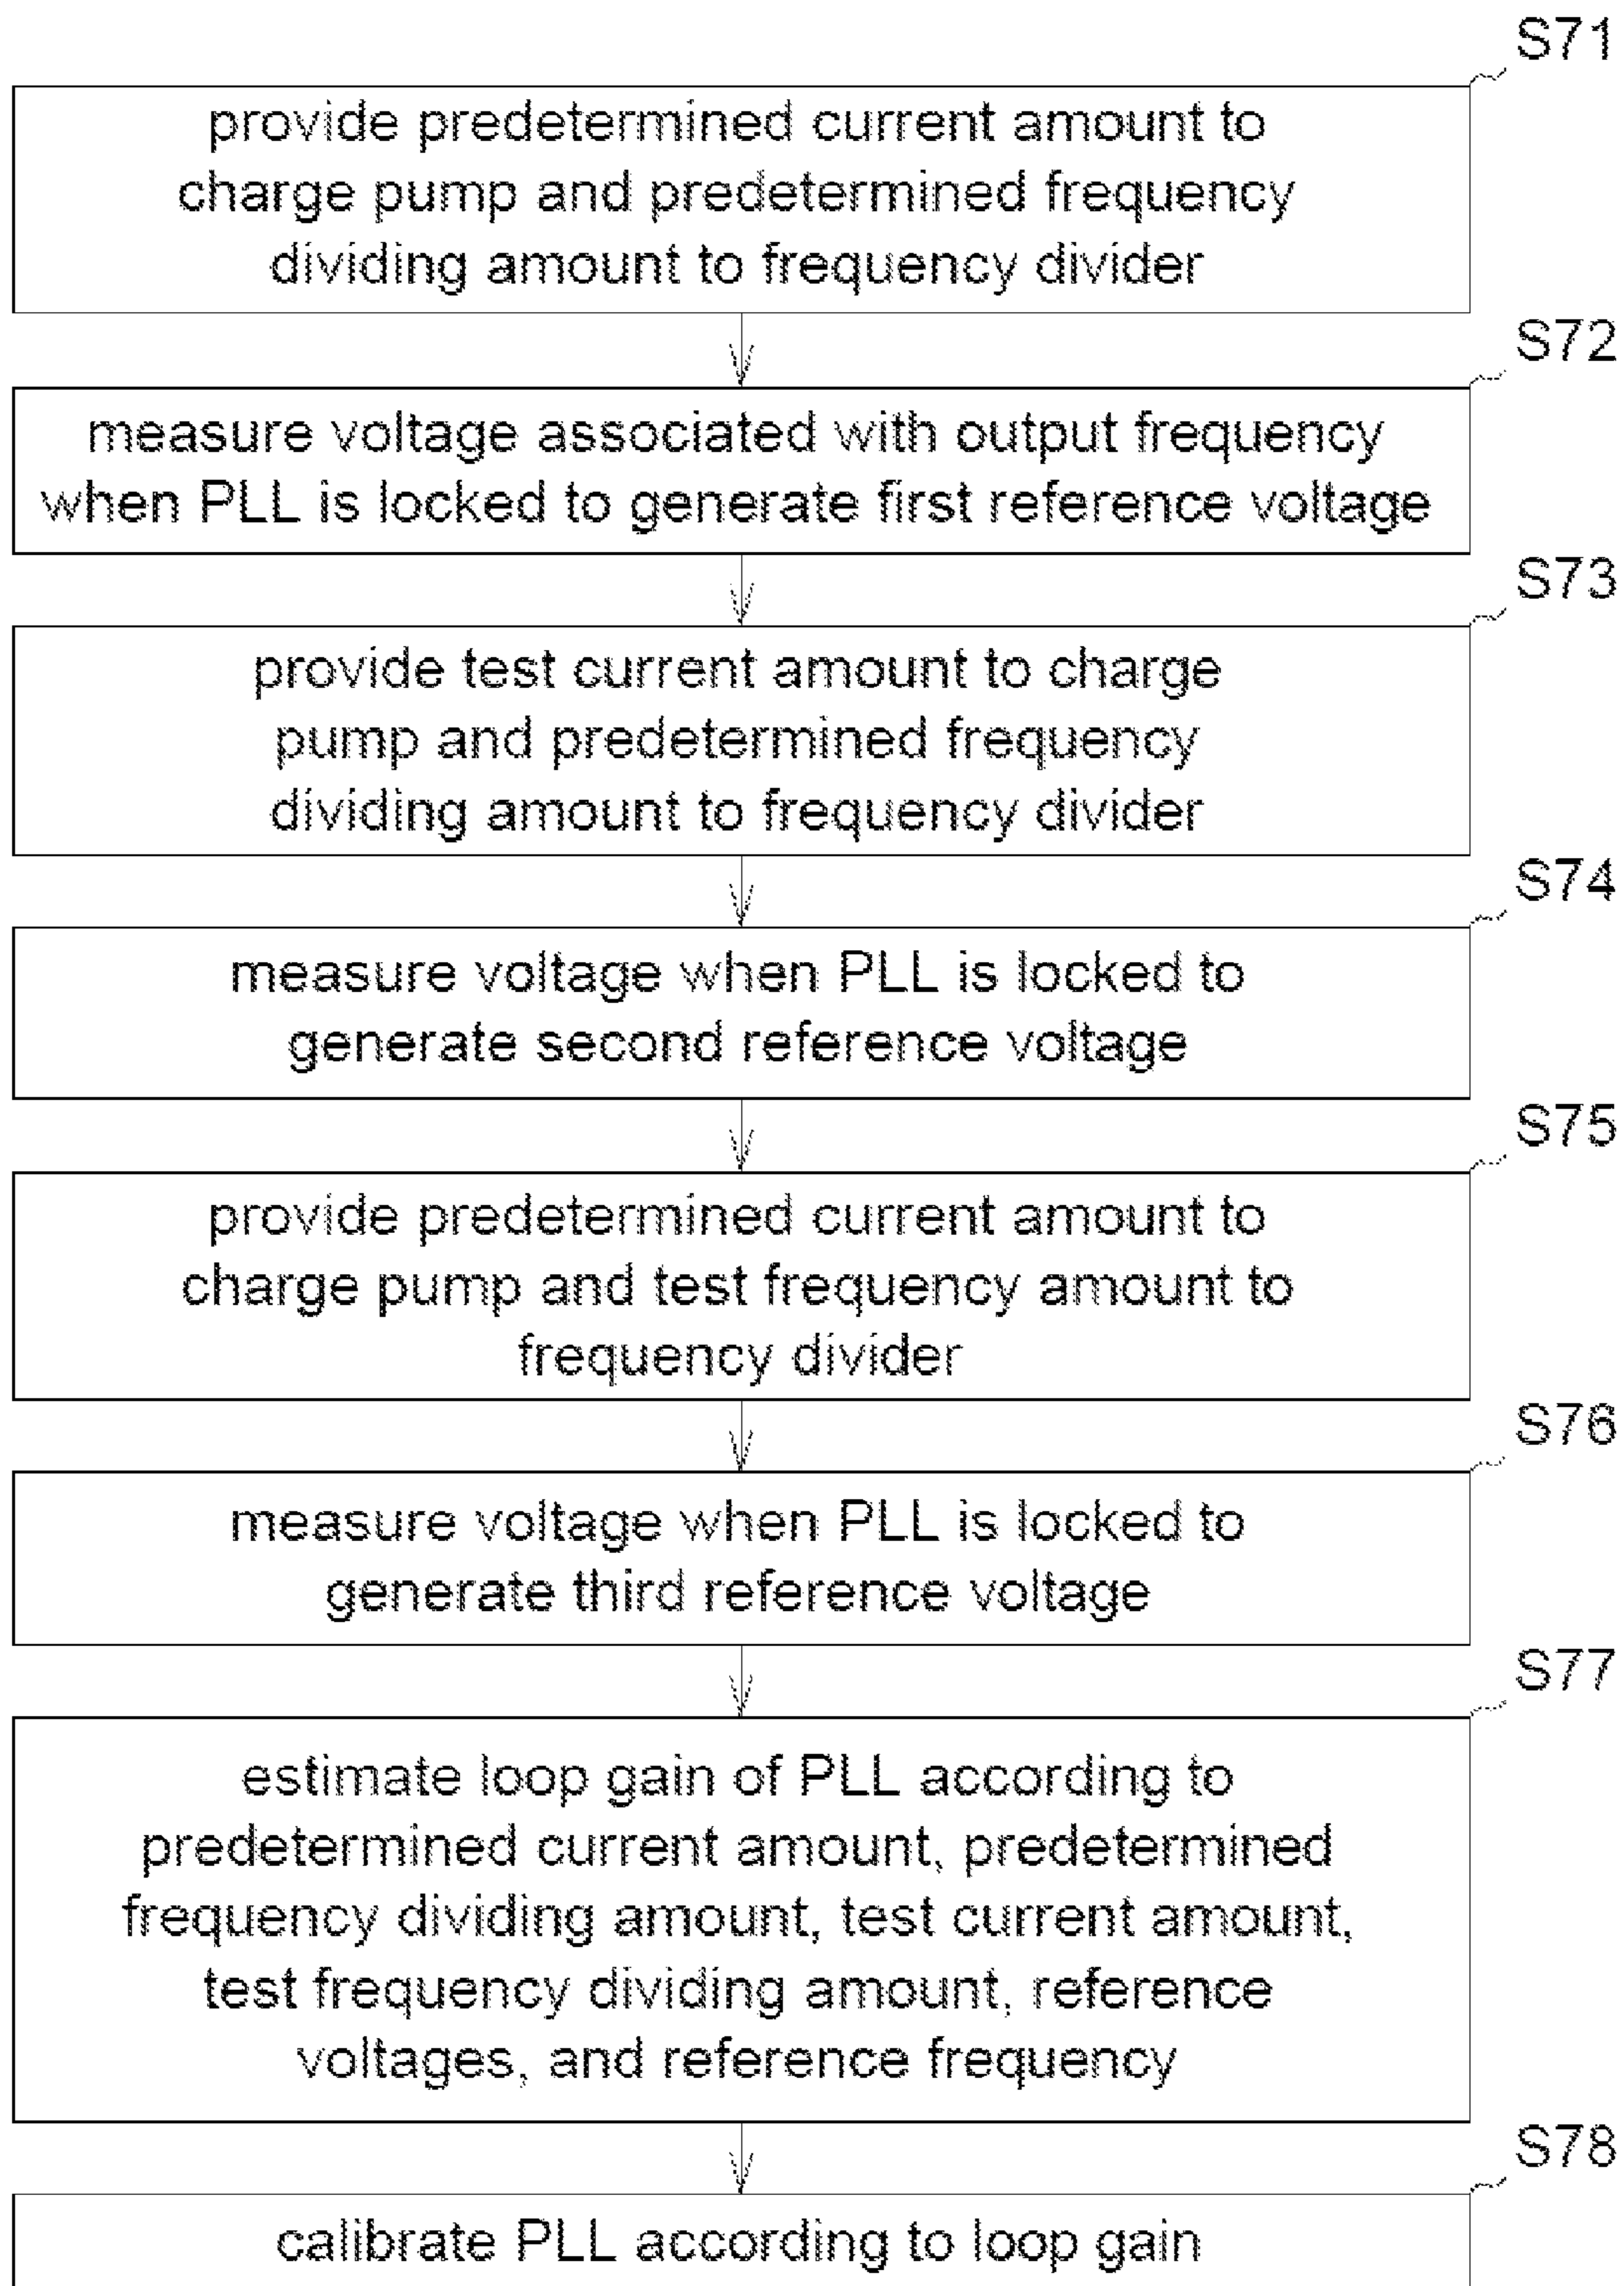 S71
provide predetermined current amount to
charge pump and predetermined frequency
dividing amount to frequency divider
S72
measure voltage associated with output frequency
when PLL is locked to generate first reference voltage
S73
provide test current amount to charge
pump and predetermined frequency
dividing amount to frequency divider
S74
measure voltage when PLL is locked to
generate second reference voltage
S75
provide predetermined current amount to
charge pump and test frequency amount to
frequency divider
S76
measure voltage when PLL is locked to
generate third reference voltage
S77
estimate loop gain of PLL according to
predetermined current amount, predetermined
frequency dividing amount, test current amount,
test frequency dividing amount, reference
voltages, and reference frequency
S78
calibrate PLL according to loop gain